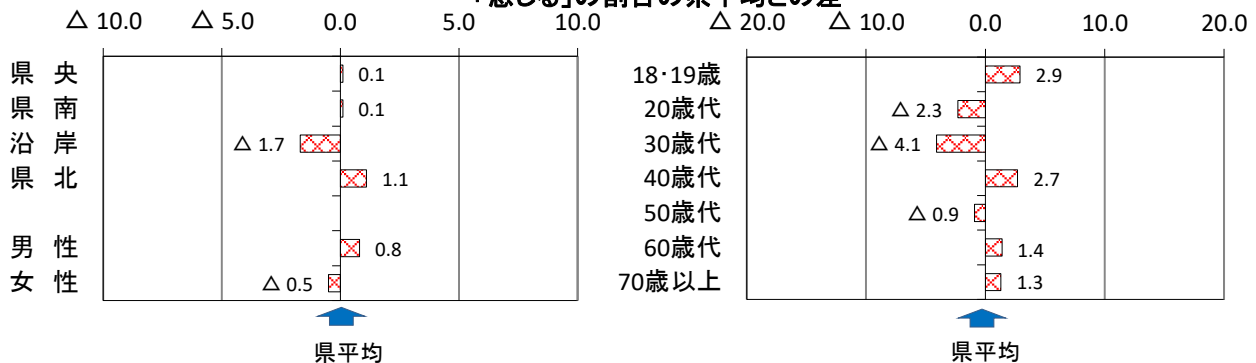 「感じる」の割合の県平均との差
△ 10.0 △ 5.0 0.0 5.0 10.0
県 央 0.1
県 南 0.1
沿 岸 △ 1.7
県 北 1.1
男 性 0.8
女 性 △ 0.5
県平均
△ 20.0 △ 10.0 0.0 10.0 20.0
18・19歳 2.9
20歳代 △ 2.3
30歳代 △ 4.1
40歳代 2.7
50歳代 △ 0.9
60歳代 1.4
70歳以上 1.3
県平均